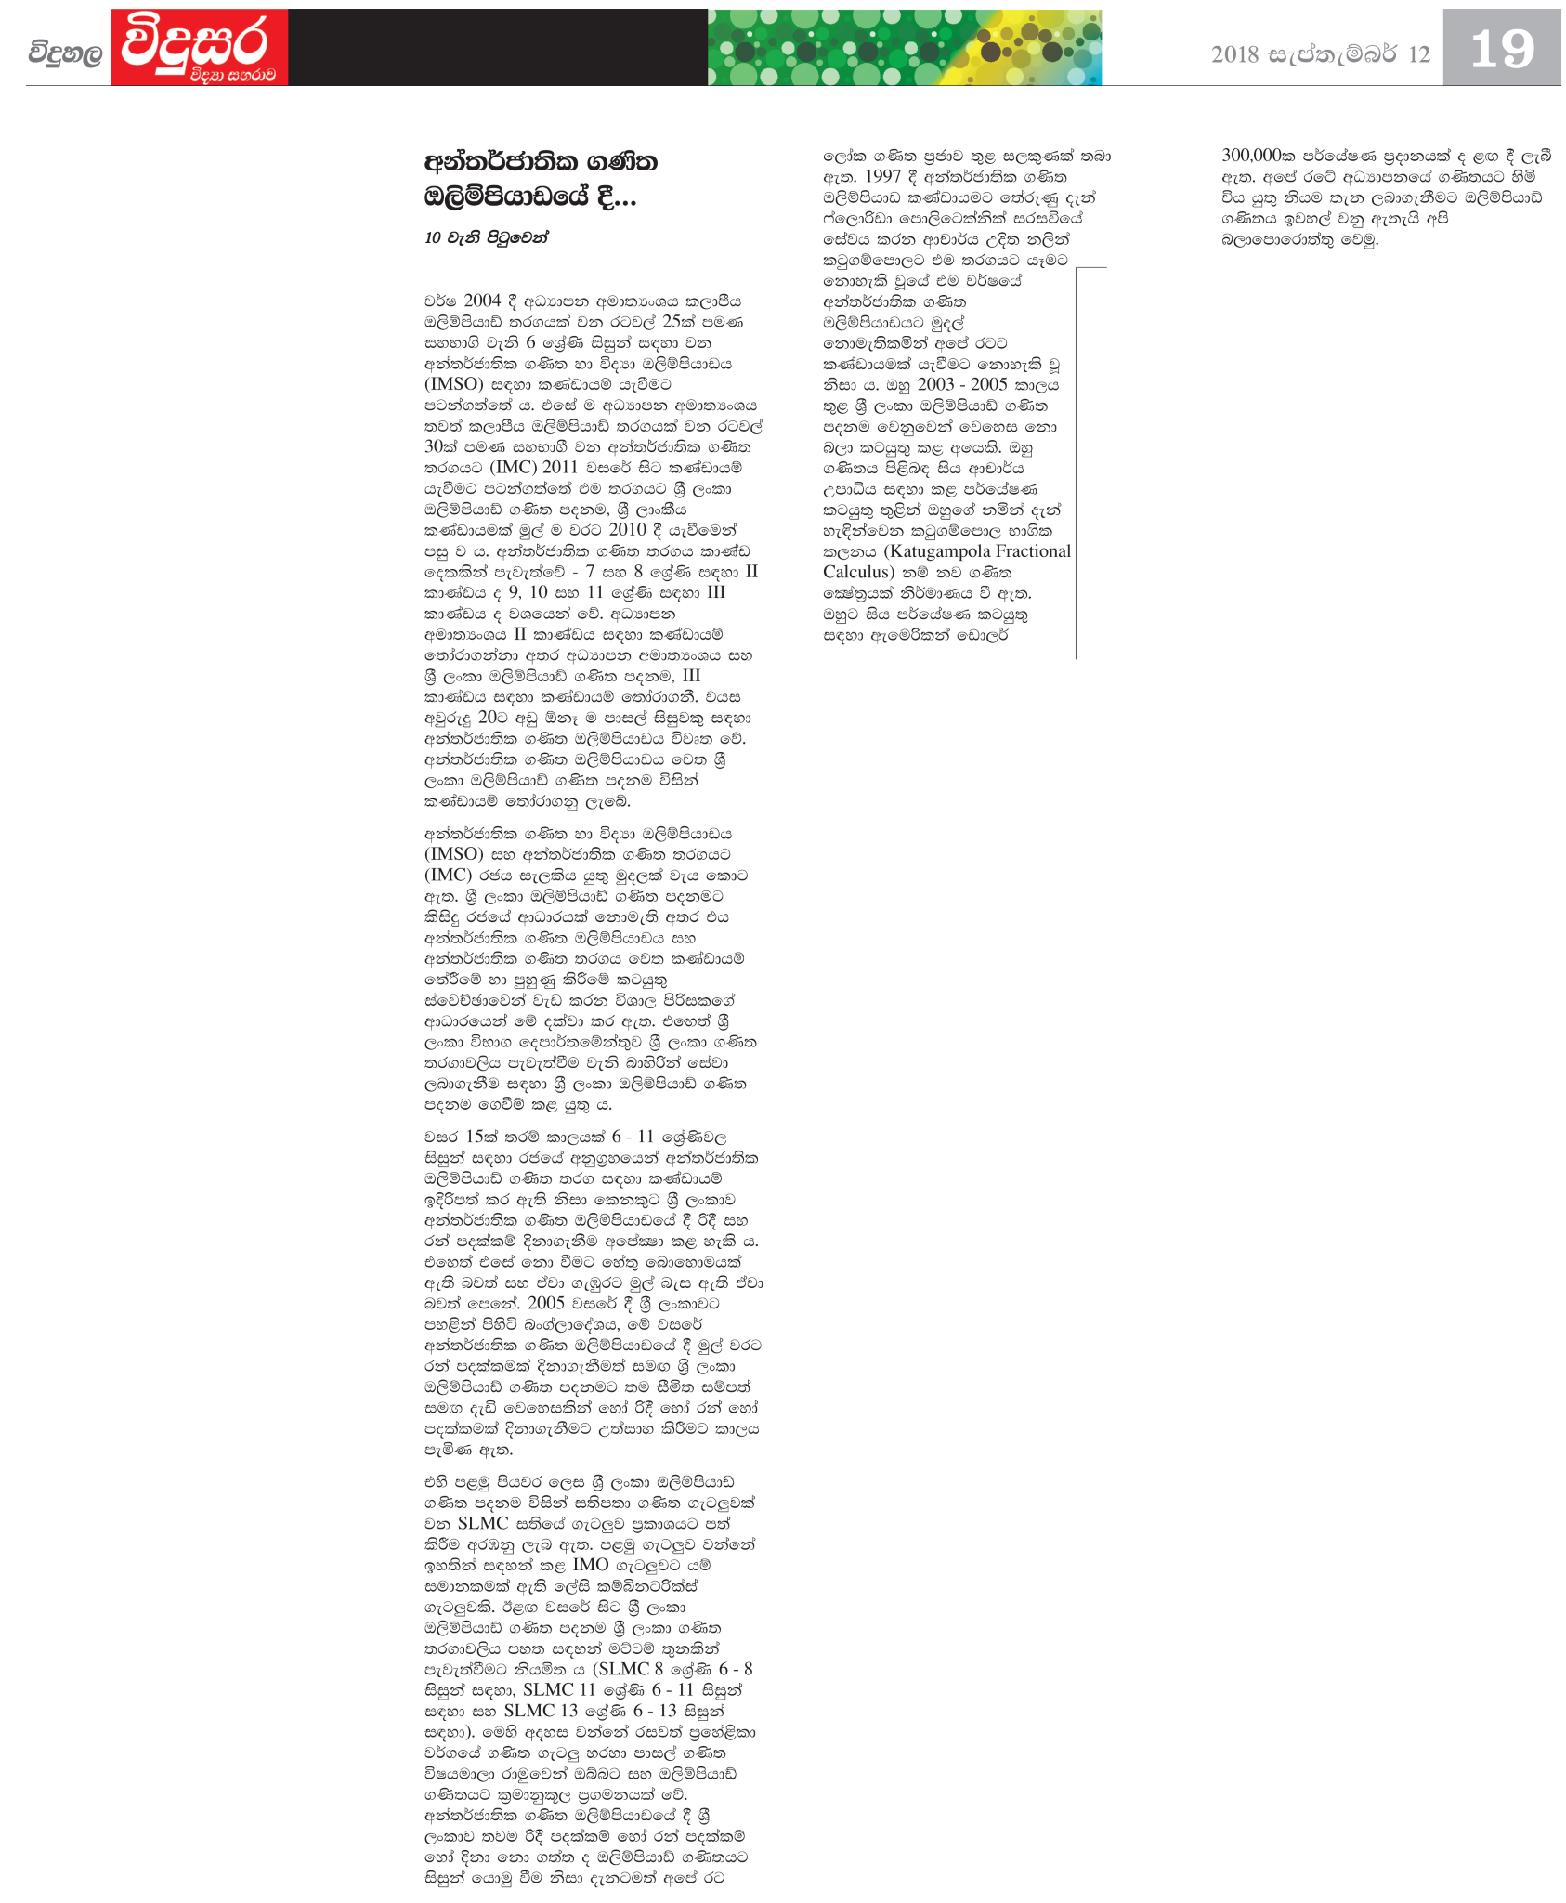 විදුහල
විදුසර
විද්‍යා සඟරාව
2018 සැප්තැම්බර් 12
19
අන්තර්ජාතික ගණිත
ඔලිම්පියාඩයේ දී...
10 වැනි පිටුවෙන්
වර්ෂ 2004 දී අධ්‍යාපන අමාත්‍යංශය කලාපීය
ඔලිම්පියාඩ් තරගයක් වන රටවල් 25ක් පමණ
සහභාගි වැනි 6 ශ්‍රේණි සිසුන් සඳහා වන
අන්තර්ජාතික ගණිත හා විද්‍යා ඔලිම්පියාඩය
(IMSO) සඳහා කණ්ඩායම් යැවීමට
පටන්ගත්තේ ය. එසේ ම අධ්‍යාපන අමාත්‍යංශය
තවත් කලාපීය ඔලිම්පියාඩ් තරගයක් වන රටවල්
30ක් පමණ සහභාගී වන අන්තර්ජාතික ගණිත
තරගයට (IMC) 2011 වසරේ සිට කණ්ඩායම්
යැවීමට පටන්ගත්තේ එම තරගයට ශ්‍රී ලංකා
ඔලිම්පියාඩ් ගණිත පදනම, ශ්‍රී ලාංකීය
කණ්ඩායමක් මුල් ම වරට 2010 දී යැවීමෙන්
පසු ව ය. අන්තර්ජාතික ගණිත තරගය කාණ්ඩ
දෙකකින් පැවැත්වේ - 7 සහ 8 ශ්‍රේණි සඳහා II
කාණ්ඩය ද 9, 10 සහ 11 ශ්‍රේණි සඳහා III
කාණ්ඩය ද වශයෙන් වේ. අධ්‍යාපන
අමාත්‍යංශය II කාණ්ඩය සඳහා කණ්ඩායම්
තෝරාගන්නා අතර අධ්‍යාපන අමාත්‍යංශය සහ
ශ්‍රී ලංකා ඔලිම්පියාඩ් ගණිත පදනම, III
කාණ්ඩය සඳහා කණ්ඩායම් තෝරාගනී. වයස
අවුරුදු 20ට අඩු ඕනෑ ම පාසල් සිසුවකු සඳහා
අන්තර්ජාතික ගණිත ඔලිම්පියාඩය විවෘත වේ.
අන්තර්ජාතික ගණිත ඔලිම්පියාඩය වෙත ශ්‍රී
ලංකා ඔලිම්පියාඩ් ගණිත පදනම විසින්
කණ්ඩායම් තෝරාගනු ලැබේ.
අන්තර්ජාතික ගණිත හා විද්‍යා ඔලිම්පියාඩය
(IMSO) සහ අන්තර්ජාතික ගණිත තරගයට
(IMC) රජය සැලකිය යුතු මුදලක් වැය කොට
ඇත. ශ්‍රී ලංකා ඔලිම්පියාඩ් ගණිත පදනමට
කිසිදු රජයේ ආධාරයක් නොමැති අතර එය
අන්තර්ජාතික ගණිත ඔලිම්පියාඩය සහ
අන්තර්ජාතික ගණිත තරගය වෙත කණ්ඩායම්
තේරීමේ හා පුහුණු කිරීමේ කටයුතු
ස්වෙච්ඡාවෙන් වැඩ කරන විශාල පිරිසකගේ
ආධාරයෙන් මේ දක්වා කර ඇත. එහෙත් ශ්‍රී
ලංකා විභාග දෙපාර්තමේන්තුව ශ්‍රී ලංකා ගණිත
තරගාවලිය පැවැත්වීම වැනි බාහිරින් සේවා
ලබාගැනීම සඳහා ශ්‍රී ලංකා ඔලිම්පියාඩ් ගණිත
පදනම ගෙවීම් කළ යුතු ය.
වසර 15ක් තරම් කාලයක් 6 - 11 ශ්‍රේණිවල
සිසුන් සඳහා රජයේ අනුග්‍රහයෙන් අන්තර්ජාතික
ඔලිම්පියාඩ් ගණිත තරග සඳහා කණ්ඩායම්
ඉදිරිපත් කර ඇති නිසා කෙනකුට ශ්‍රී ලංකාව
අන්තර්ජාතික ගණිත ඔලිම්පියාඩයේ දී රිදී සහ
රන් පදක්කම් දිනාගැනීම අපේක්‍ෂා කළ හැකි ය.
එහෙත් එසේ නො වීමට හේතු බොහොමයක්
ඇති බවත් සහ ඒවා ගැඹුරට මුල් බැස ඇති ඒවා
බවත් පෙනේ. 2005 වසරේ දී ශ්‍රී ලංකාවට
පහළින් පිහිටි බංග්ලාදේශය, මේ වසරේ
අන්තර්ජාතික ගණිත ඔලිම්පියාඩයේ දී මුල් වරට
රන් පදක්කමක් දිනාගැනීමත් සමඟ ශ්‍රී ලංකා
ඔලිම්පියාඩ් ගණිත පදනමට තම සීමිත සම්පත්
සමඟ දැඩි වෙහෙසකින් හෝ රිදී හෝ රන් හෝ
පදක්කමක් දිනාගැනීමට උත්සාහ කිරීමට කාලය
පැමිණ ඇත.
එහි පළමු පියවර ලෙස ශ්‍රී ලංකා ඔලිම්පියාඩ්
ගණිත පදනම විසින් සතිපතා ගණිත ගැටලුවක්
වන SLMC සතියේ ගැටලුව ප්‍රකාශයට පත්
කිරීම අරඹනු ලැබ ඇත. පළමු ගැටලුව වන්නේ
ඉහතින් සඳහන් කළ IMO ගැටලුවට යම්
සමානකමක් ඇති ලේසි කම්බිනටරික්ස්
ගැටලුවකි. ඊළඟ වසරේ සිට ශ්‍රී ලංකා
ඔලිම්පියාඩ් ගණිත පදනම ශ්‍රී ලංකා ගණිත
තරගාවලිය පහත සඳහන් මට්ටම් තුනකින්
පැවැත්වීමට නියමිත ය (SLMC 8 ශ්‍රේණි 6 - 8
සිසුන් සඳහා, SLMC 11 ශ්‍රේණි 6 - 11 සිසුන්
සඳහා සහ SLMC 13 ශ්‍රේණි 6 - 13 සිසුන්
සඳහා). මෙහි අදහස වන්නේ රසවත් ප්‍රහේළිකා
වර්ගයේ ගණිත ගැටලු හරහා පාසල් ගණිත
විෂයමාලා රාමුවෙන් ඔබ්බට සහ ඔලිම්පියාඩ්
ගණිතයට ක්‍රමානුකූල ප්‍රගමනයක් වේ.
අන්තර්ජාතික ගණිත ඔලිම්පියාඩයේ දී ශ්‍රී
ලංකාව තවම රිදී පදක්කම් හෝ රන් පදක්කම්
හෝ දිනා නො ගත්ත ද ඔලිම්පියාඩ් ගණිතයට
සිසුන් යොමු වීම නිසා දැනටමත් අපේ රට
ලෝක ගණිත ප්‍රජාව තුළ සලකුණක් තබා
ඇත. 1997 දී අන්තර්ජාතික ගණිත
ඔලිම්පියාඩ කණ්ඩායමට තේරුණු දැන්
ෆ්ලොරිඩා පොලිටෙක්නික් සරසවියේ
සේවය කරන ආචාර්ය උදිත නලින්
කටුගම්පොලට එම තරගයට යෑමට
නොහැකි වූයේ එම වර්ෂයේ
අන්තර්ජාතික ගණිත
ඔලිම්පියාඩයට මුදල්
නොමැතිකමින් අපේ රටට
කණ්ඩායමක් යැවීමට නොහැකි වූ
නිසා ය. ඔහු 2003 - 2005 කාලය
තුළ ශ්‍රී ලංකා ඔලිම්පියාඩ් ගණිත
පදනම වෙනුවෙන් වෙහෙස නො
බලා කටයුතු කළ අයෙකි. ඔහු
ගණිතය පිළිබඳ සිය ආචාර්ය
උපාධිය සඳහා කළ පර්යේෂණ
කටයුතු තුළින් ඔහුගේ නමින් දැන්
හැඳින්වෙන කටුගම්පොල භාගික
කලනය (Katugampola Fractional
Calculus) නම් නව ගණිත
ක්‍ෂේත්‍රයක් නිර්මාණය වී ඇත.
ඔහුට සිය පර්යේෂණ කටයුතු
සඳහා ඇමෙරිකන් ඩොලර්
300,000ක පර්යේෂණ ප්‍රදානයක් ද ළඟ දී ලැබී
ඇත. අපේ රටේ අධ්‍යාපනයේ ගණිතයට හිමි
විය යුතු නියම තැන ලබාගැනීමට ඔලිම්පියාඩ්
ගණිතය ඉවහල් වනු ඇතැයි අපි
බලාපොරොත්තු වෙමු.